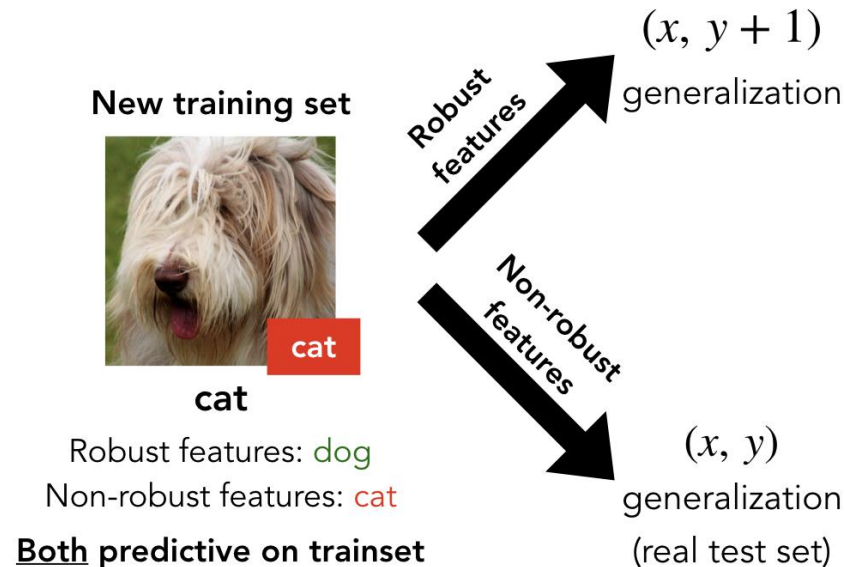 New training set
cat
cat
Robust features: dog
Non-robust features: cat
Both predictive on trainset
Robust
features
Non-robust
features
(x, y + 1)
generalization
(x, y)
generalization
(real test set)